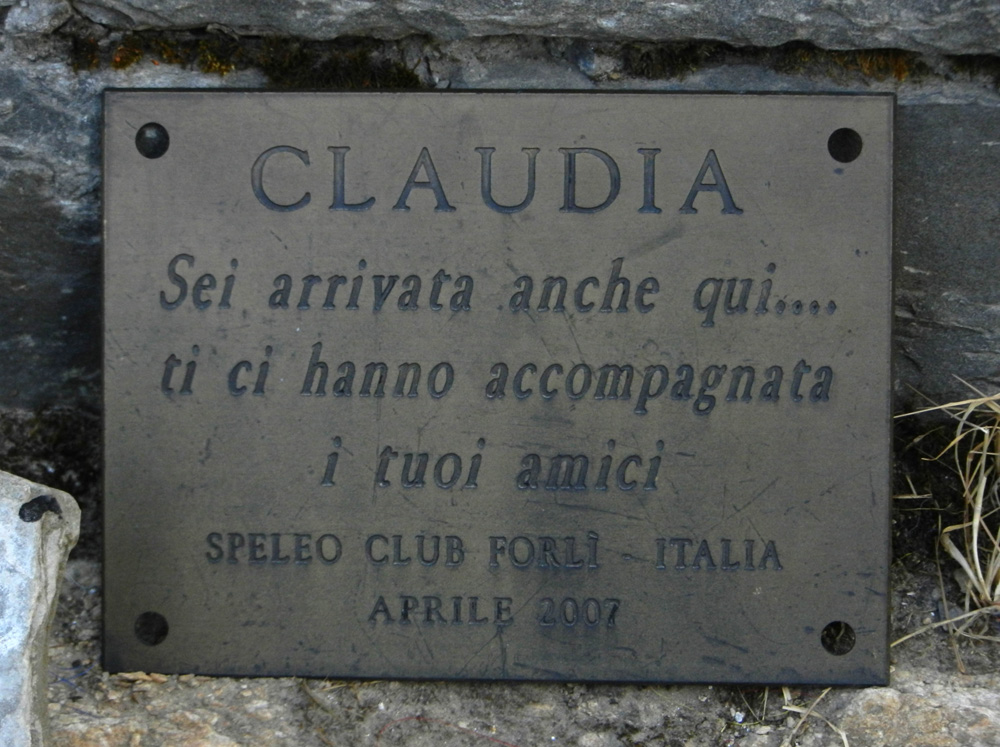 CLAUDIA
Sei arrivata anche qui....
ti ci hanno accompagnata
i tuoi amici
SPELEO CLUB FORLÌ - ITALIA
APRILE 2007